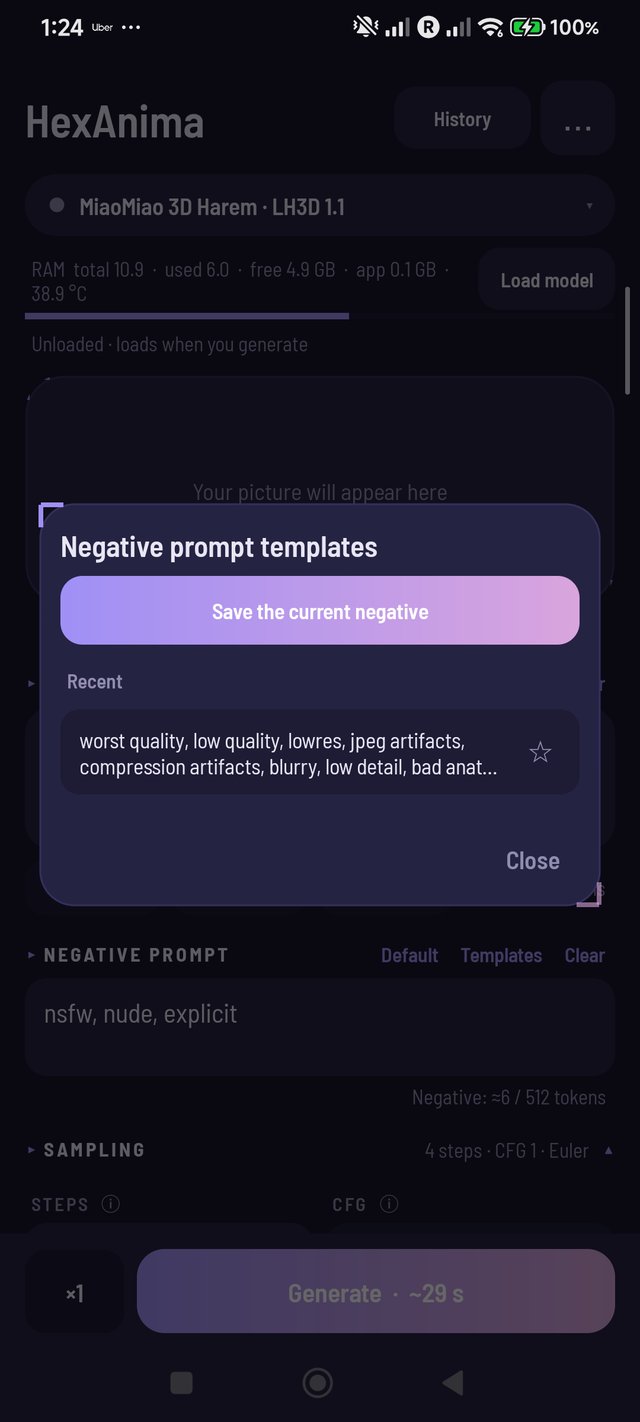 1:24 Uber ··· R 100%
HexAnima
History
...
MiaoMiao 3D Harem · LH3D 1.1
RAM total 10.9 · used 6.0 · free 4.9 GB · app 0.1 GB ·
38.9 °C
Load model
Unloaded · loads when you generate
Your picture will appear here
Negative prompt templates
Save the current negative
Recent
worst quality, low quality, lowres, jpeg artifacts,
compression artifacts, blurry, low detail, bad anat...
Close
NEGATIVE PROMPT Default Templates Clear
nsfw, nude, explicit
Negative: ≈6 / 512 tokens
SAMPLING 4 steps · CFG 1 · Euler
STEPS CFG
×1
Generate · ~29 s